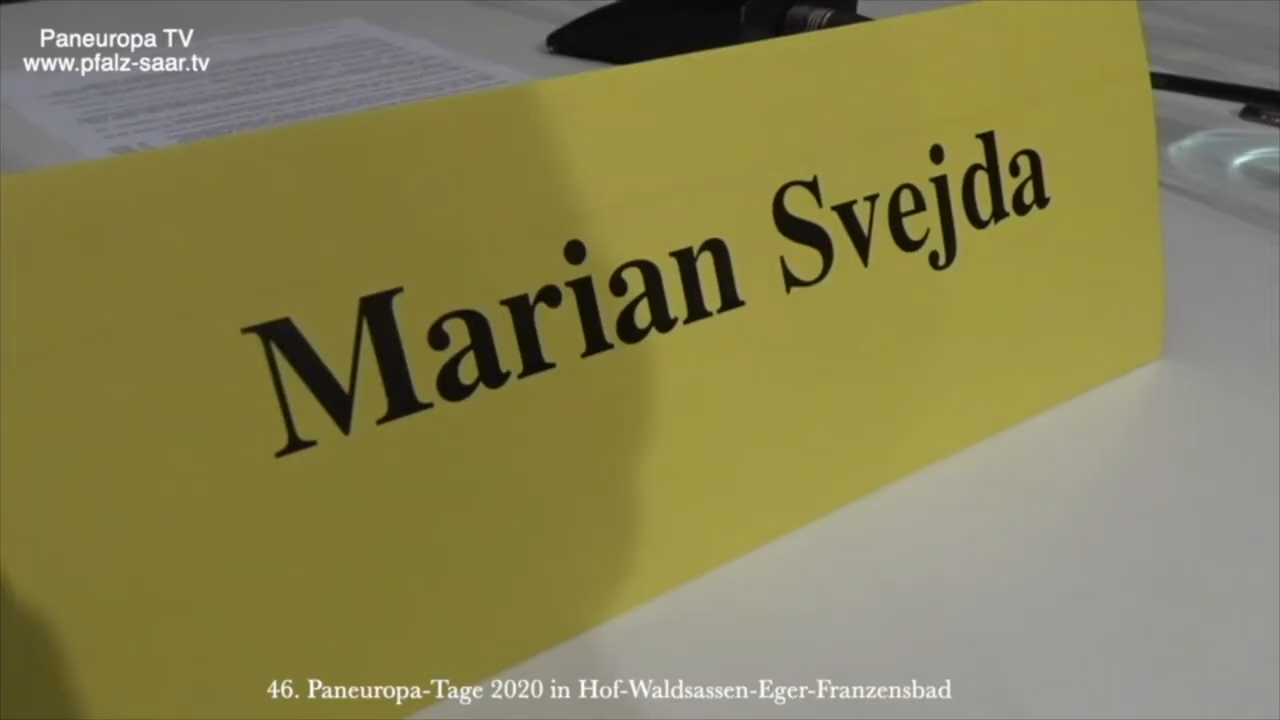 Paneuropa TV
www.pfalz-saar.tv
Marian Svejda
46. Paneuropa-Tage 2020 in Hof-Waldsassen-Eger-Franzensbad